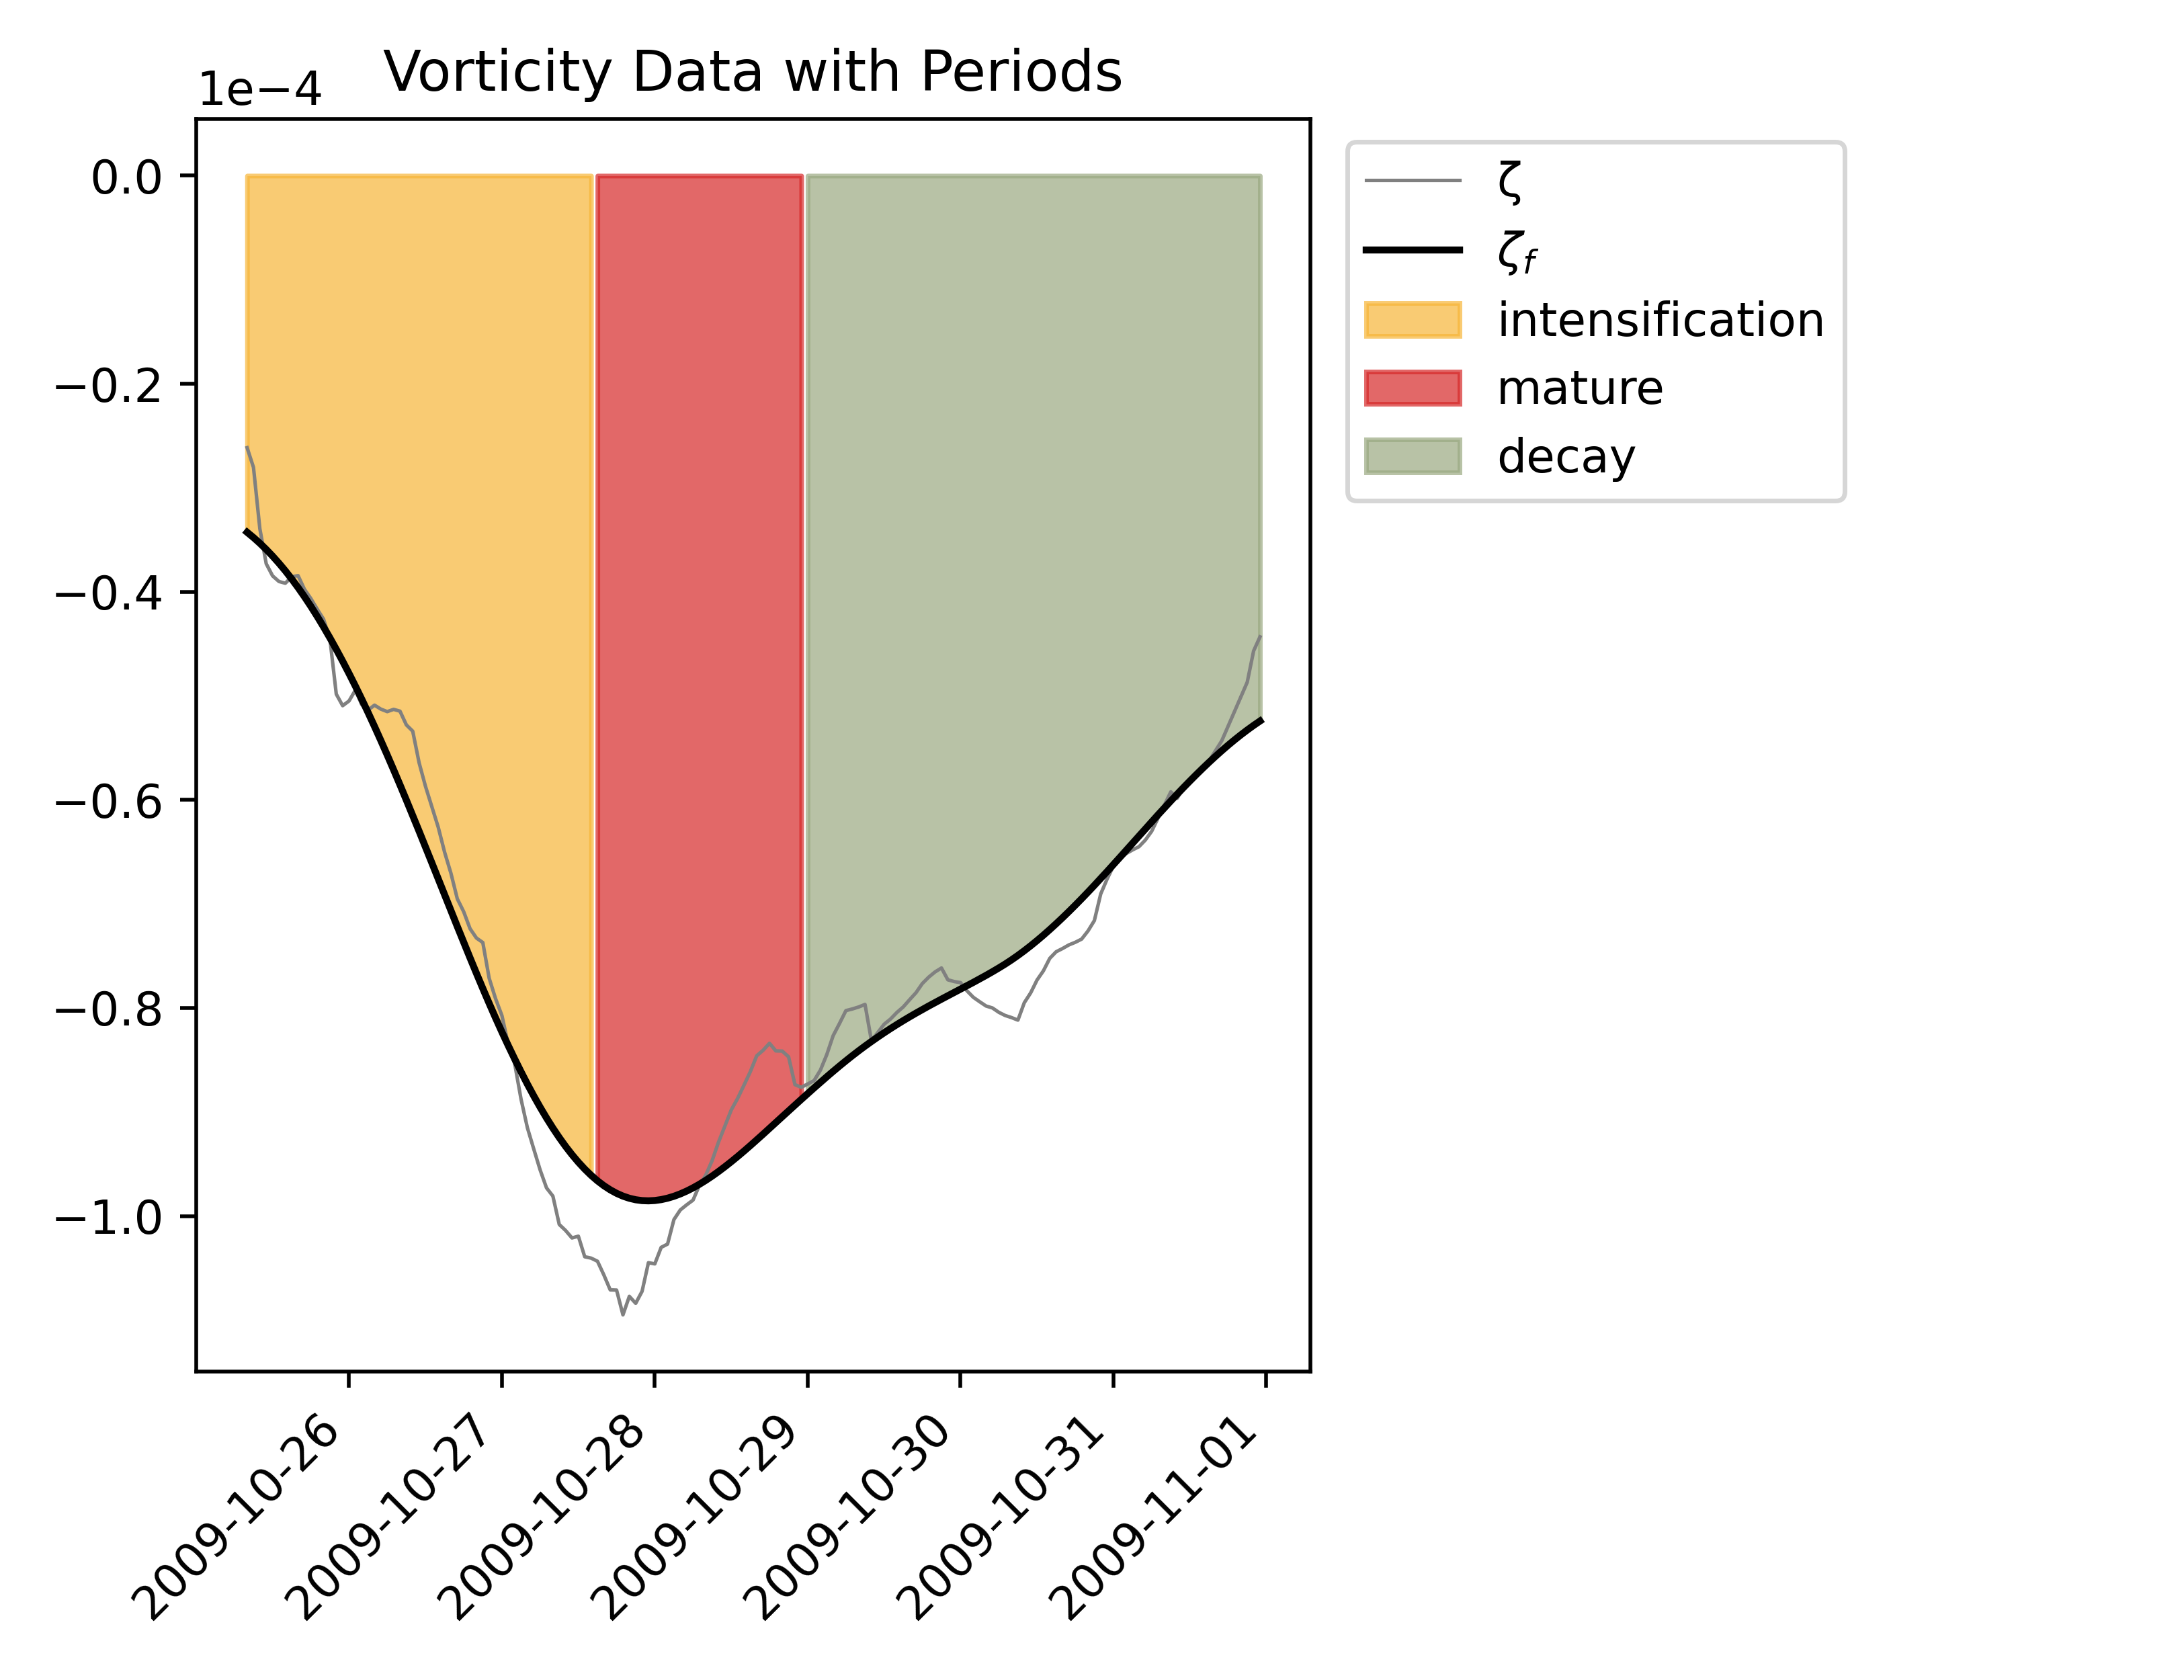 Vorticity Data with Periods
1e−4
0.0
−0.2
−0.4
−0.6
−0.8
−1.0
2009-10-26
2009-10-27
2009-10-28
2009-10-29
2009-10-30
2009-10-31
2009-11-01
ζ
ζf
intensification
mature
decay